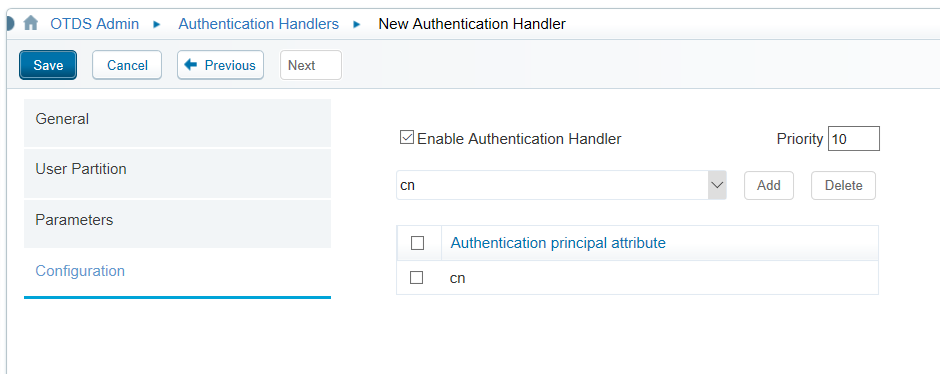 OTDS Admin Authentication Handlers New Authentication Handler
Save Cancel Previous Next
General
Enable Authentication Handler Priority 10
User Partition
cn Add Delete
Parameters
Authentication principal attribute
Configuration
cn